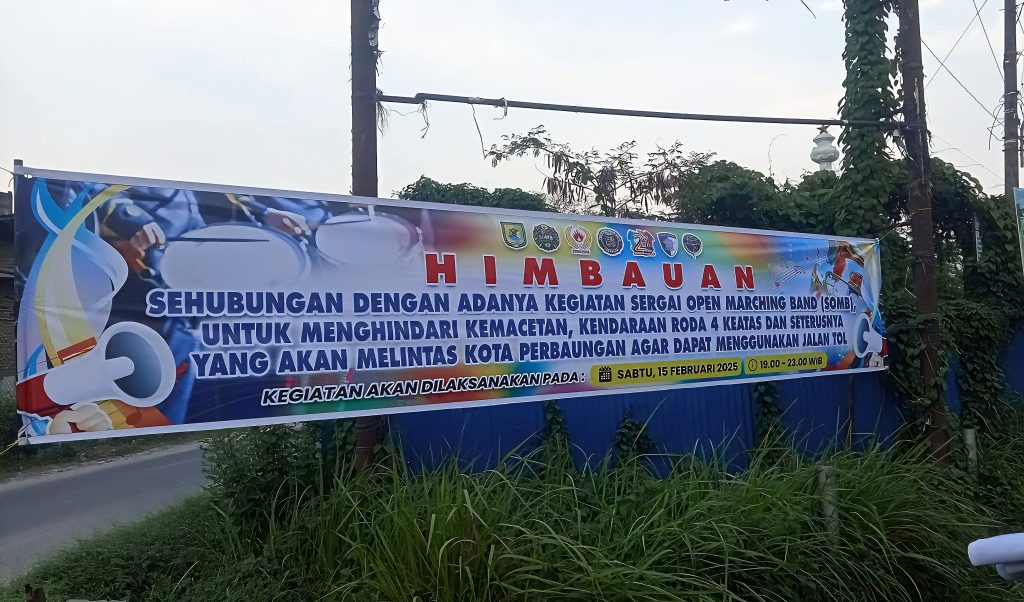 HIMBAUAN
SEHUBUNGAN DENGAN ADANYA KEGIATAN SERGAI OPEN MARCHING BAND (SOMB),
UNTUK MENGHINDARI KEMACETAN, KENDARAAN RODA 4 KEATAS DAN SETERUSNYA
YANG AKAN MELINTAS KOTA PERBAUNGAN AGAR DAPAT MENGGUNAKAN JALAN TOL
KEGIATAN AKAN DILAKSANAKAN PADA : SABTU, 15 FEBRUARI 2025 19.00 - 23.00 WIB